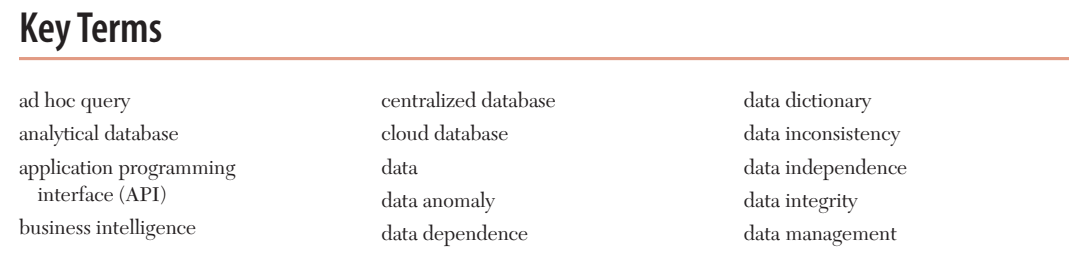 Key Terms
ad hoc query
analytical database
application programming
interface (API)
business intelligence
centralized database
cloud database
data
data anomaly
data dependence
data dictionary
data inconsistency
data independence
data integrity
data management